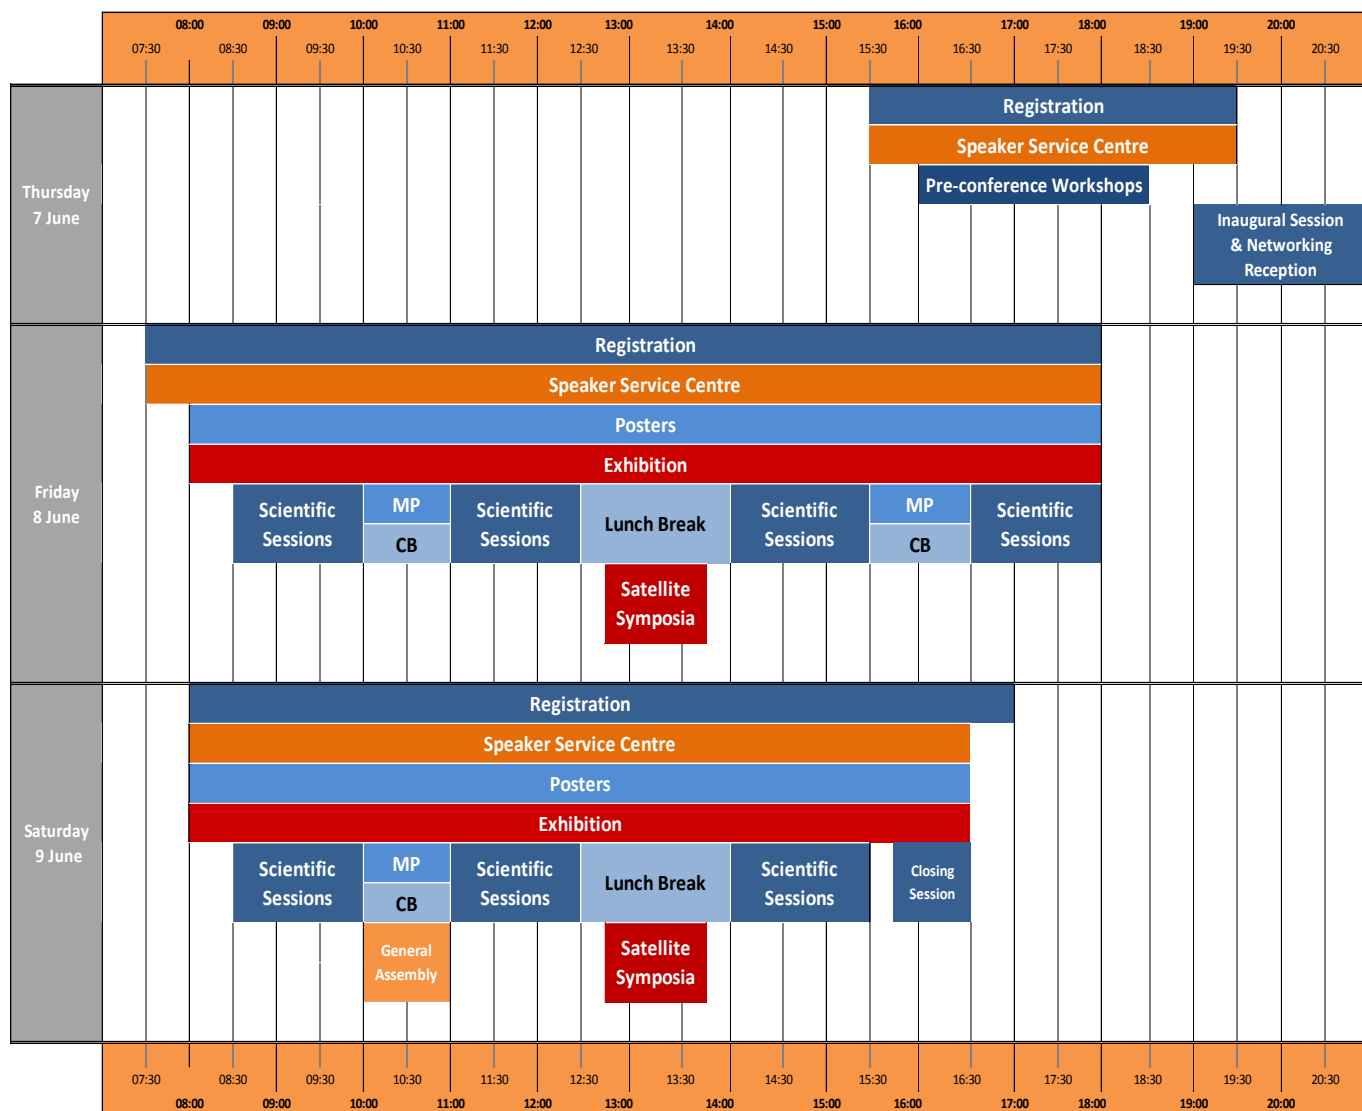 08:00 09:00 10:00 11:00 12:00 13:00 14:00 15:00 16:00 17:00 18:00 19:00 20:00
07:30 08:30 09:30 10:30 11:30 12:30 13:30 14:30 15:30 16:30 17:30 18:30 19:30 20:30
Thursday
7 June
Registration
Speaker Service Centre
Pre-conference Workshops
Inaugural Session
& Networking
Reception
Friday
8 June
Registration
Speaker Service Centre
Posters
Exhibition
Scientific
Sessions
MP
CB
Scientific
Sessions
Lunch Break
Scientific
Sessions
MP
CB
Scientific
Sessions
Satellite
Symposia
Saturday
9 June
Registration
Speaker Service Centre
Posters
Exhibition
Scientific
Sessions
MP
CB
Scientific
Sessions
Lunch Break
Scientific
Sessions
Closing
Session
General
Assembly
Satellite
Symposia
07:30 08:30 09:30 10:30 11:30 12:30 13:30 14:30 15:30 16:30 17:30 18:30 19:30 20:30
08:00 09:00 10:00 11:00 12:00 13:00 14:00 15:00 16:00 17:00 18:00 19:00 20:00